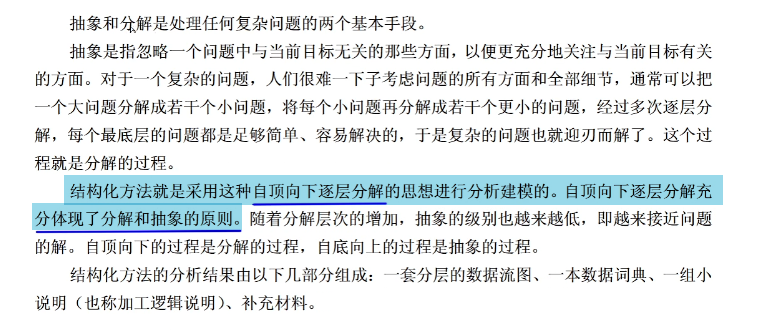 抽象和分解是处理任何复杂问题的两个基本手段。
抽象是指忽略一个问题中与当前目标无关的那些方面，以便更充分地关注与当前目标有关
的方面。对于一个复杂的问题，人们很难一下子考虑问题的所有方面和全部细节，通常可以把
一个大问题分解成若干个小问题，将每个小问题再分解成若干个更小的问题，经过多次逐层分
解，每个最底层的问题都是足够简单、容易解决的，于是复杂的问题也就迎刃而解了。这个过
程就是分解的过程。
结构化方法就是采用这种自顶向下逐层分解的思想进行分析建模的。自顶向下逐层分解充
分体现了分解和抽象的原则。随着分解层次的增加，抽象的级别也越来越低，即越来接近问题
的解。自顶向下的过程是分解的过程，自底向上的过程是抽象的过程。
结构化方法的分析结果由以下几部分组成：一套分层的数据流图、一本数据词典、一组小
说明（也称加工逻辑说明）、补充材料。